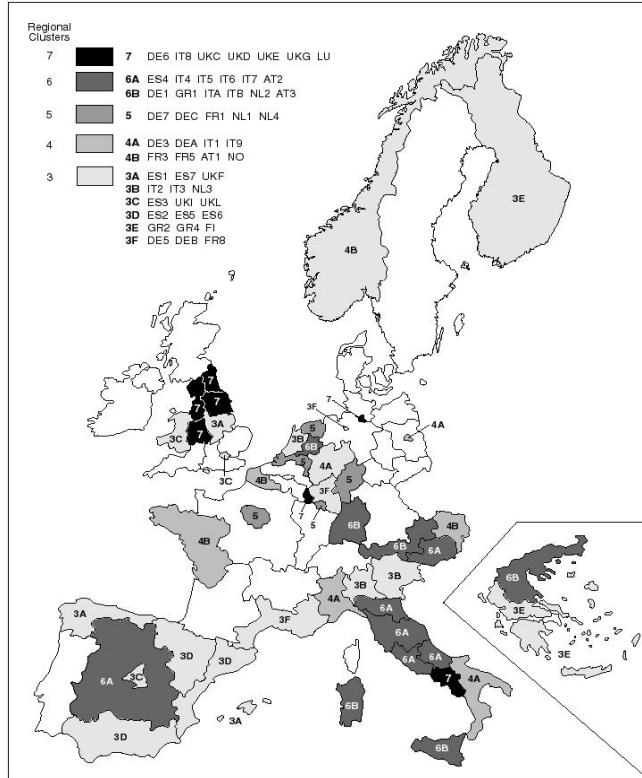 Regional
Clusters
7 7 DE6 IT8 UKC UKD UKE UKG LU
6 6A ES4 IT4 IT5 IT6 IT7 AT2
6B DE1 GR1 ITA ITB NL2 AT3
5 5 DE7 DEC FR1 NL1 NL4
4 4A DE3 DEA IT1 IT9
4B FR3 FR5 AT1 NO
3 3A ES1 ES7 UKF
3B IT2 IT3 NL3
3C ES3 UKI UKL
3D ES2 ES5 ES6
3E GR2 GR4 FI
3F DE5 DEB FR8
3E
4B
7
7
7
3A
3C
7
3C
3F
7
5
3B
6B
5
4A
4A
4B
3F
5
7
5
6B
4B
4B
6B
6A
3B
3B
4A
3F
6A
6A
6A
6A
7
4A
3A
3D
3D
3C
6A
3D
3A
6B
6B
6B
3E
3E